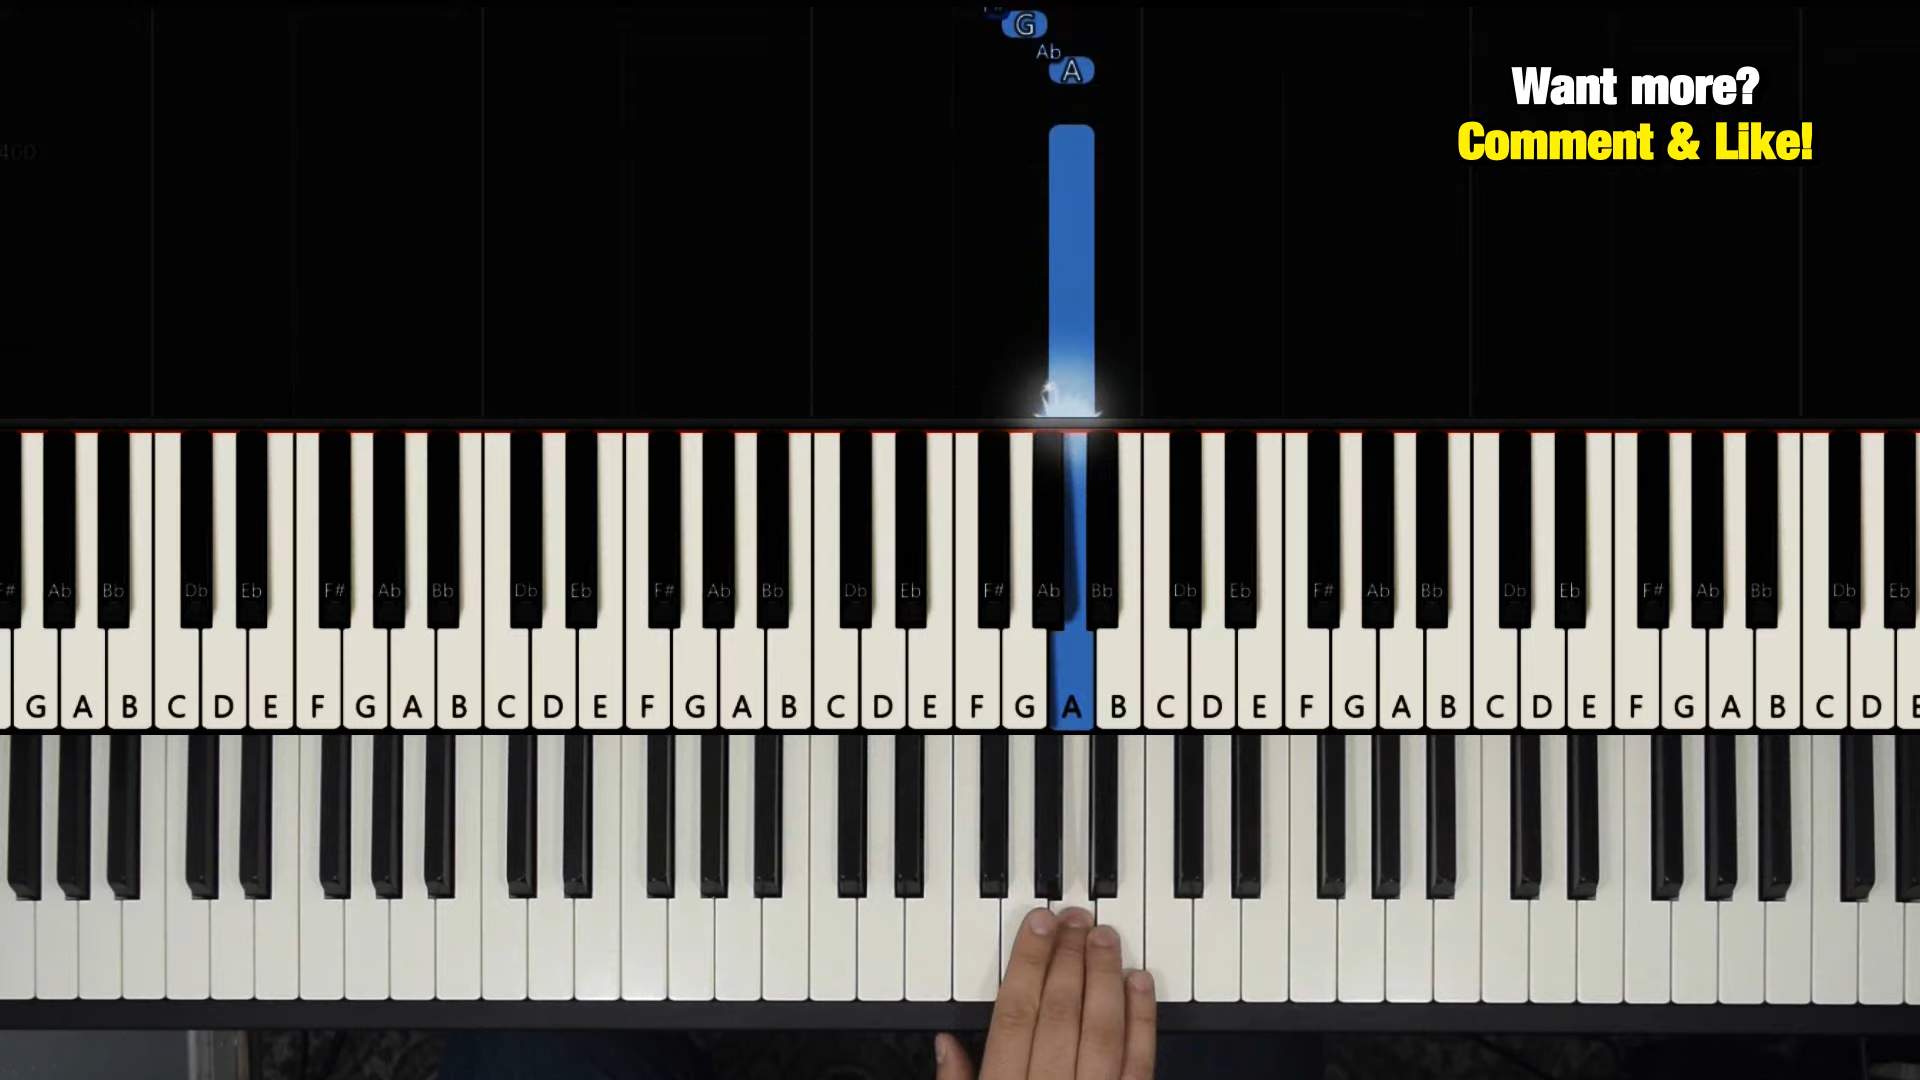 G
Ab
A
Want more?
Comment & Like!
400
F# Ab Bb Db Eb F# Ab Bb Db Eb F# Ab Bb Db Eb F# Ab Bb Db Eb F# Ab Bb Db Eb F# Ab Bb Db Eb
G A B C D E F G A B C D E F G A B C D E F G A B C D E F G A B C D E F G A B C D E